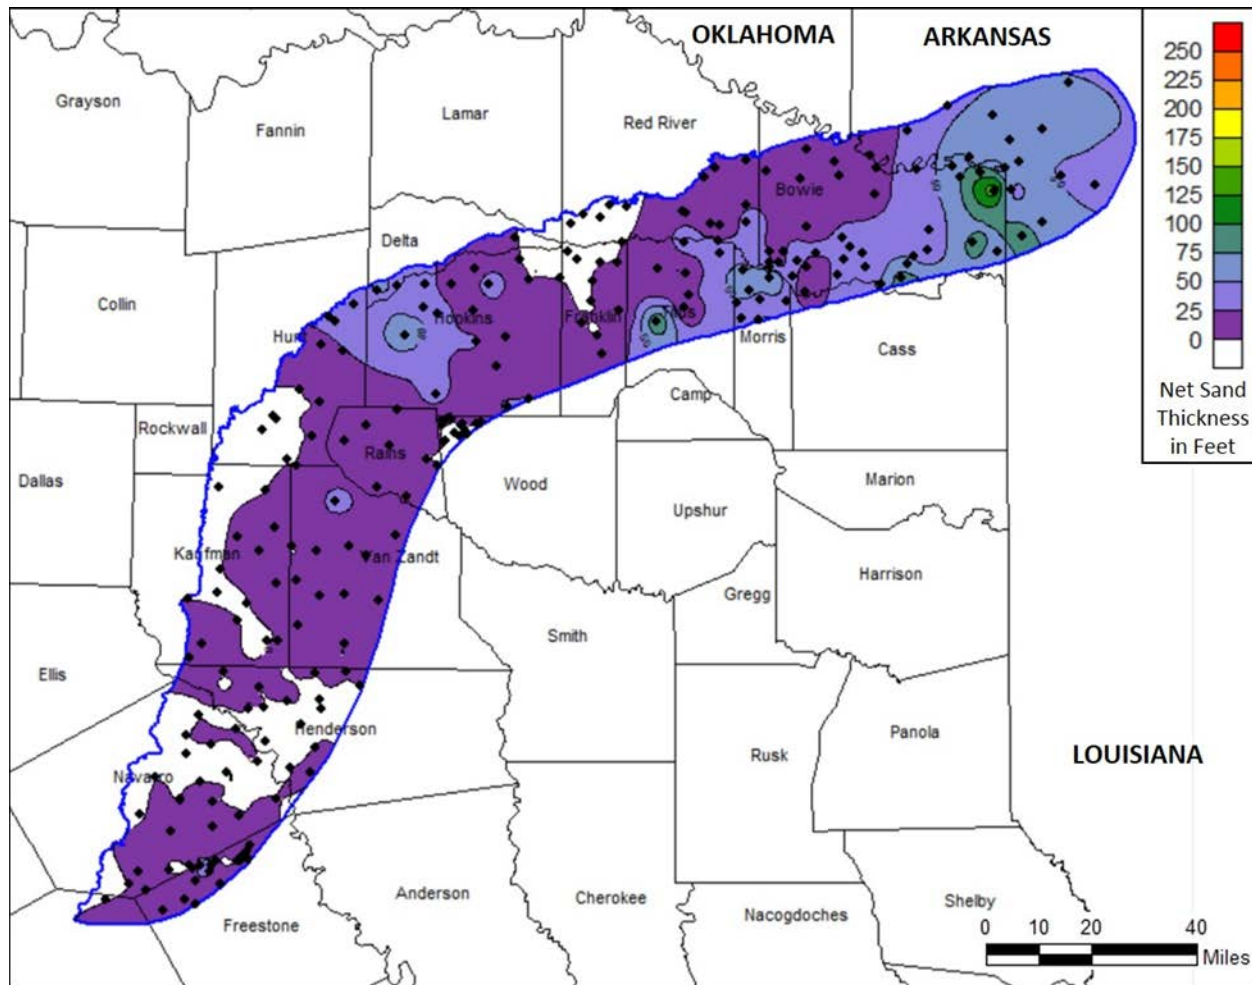 OKLAHOMA
ARKANSAS
Grayson
Fannin
Lamar
Red River
Bowie
Delta
Collin
Hopkins
Franklin
Titus
Morris
Cass
Camp
Rockwall
Rains
Dallas
Wood
Marion
Upshur
Kaufman
Van Zandt
Harrison
Gregg
Smith
Ellis
Henderson
Panola
Rusk
LOUISIANA
Navarro
Anderson
Cherokee
Shelby
Nacogdoches
Freestone
250
225
200
175
150
125
100
75
50
25
0
Net Sand
Thickness
in Feet
0 10 20 40
Miles